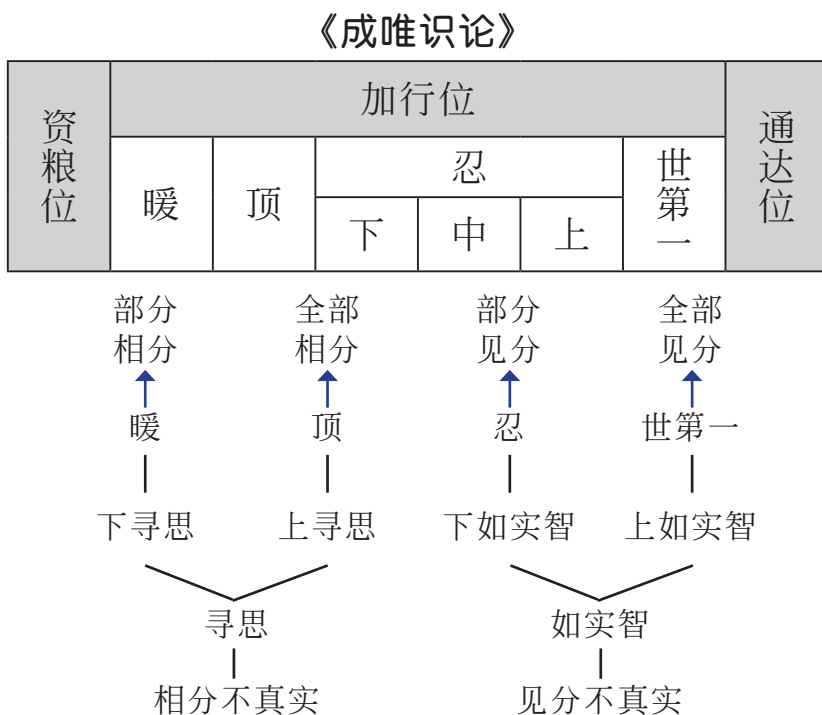 《成唯识论》
资粮位
加行位
通达位
暖
顶
忍
世第一
下
中
上
部分 全部 部分 全部
相分 相分 见分 见分
暖 顶 忍 世第一
下寻思 上寻思 下如实智 上如实智
寻思 如实智
相分不真实 见分不真实